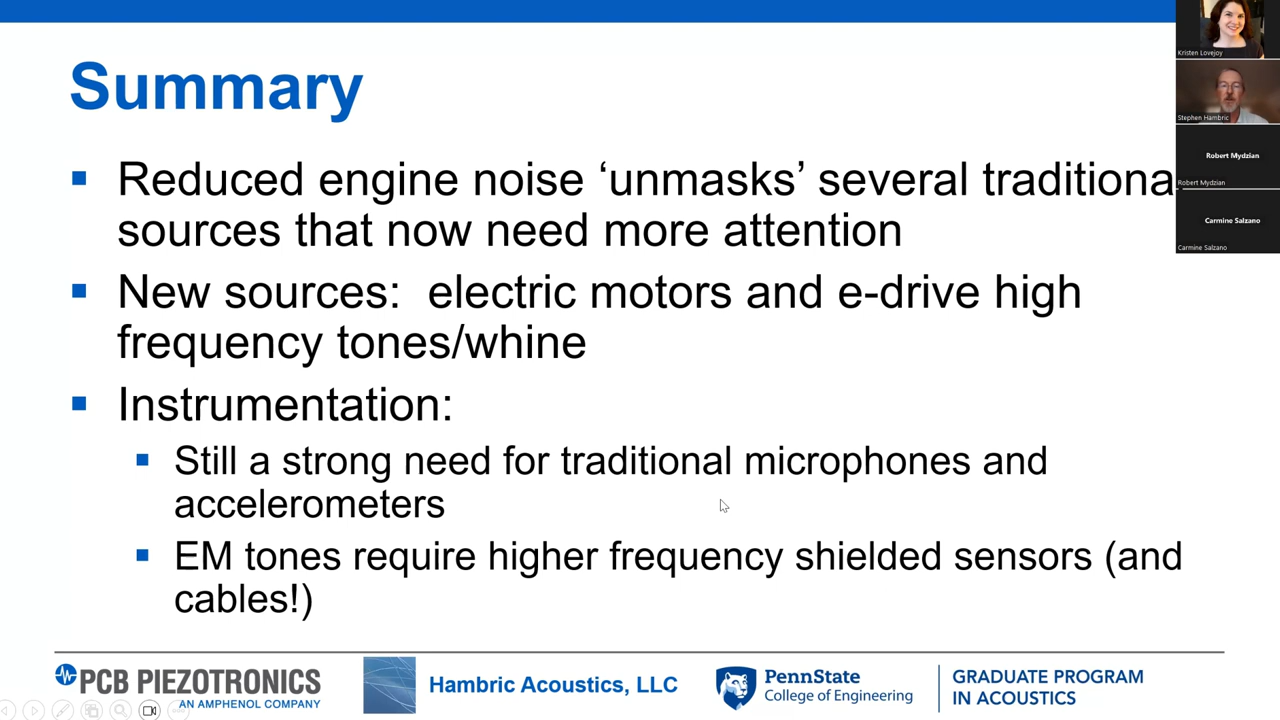 Summary
Reduced engine noise ‘unmasks’ several traditiona
sources that now need more attention
New sources: electric motors and e-drive high
frequency tones/whine
Instrumentation:
Still a strong need for traditional microphones and
accelerometers
EM tones require higher frequency shielded sensors (and
cables!)
Kristen Lovejoy
Stephen Hambric
Robert Mydzian
Robert Mydzian
Carmine Salzano
Carmine Salzano
PCB PIEZOTRONICS
AN AMPHENOL COMPANY
Hambric Acoustics, LLC
PennState
College of Engineering
GRADUATE PROGRAM
IN ACOUSTICS